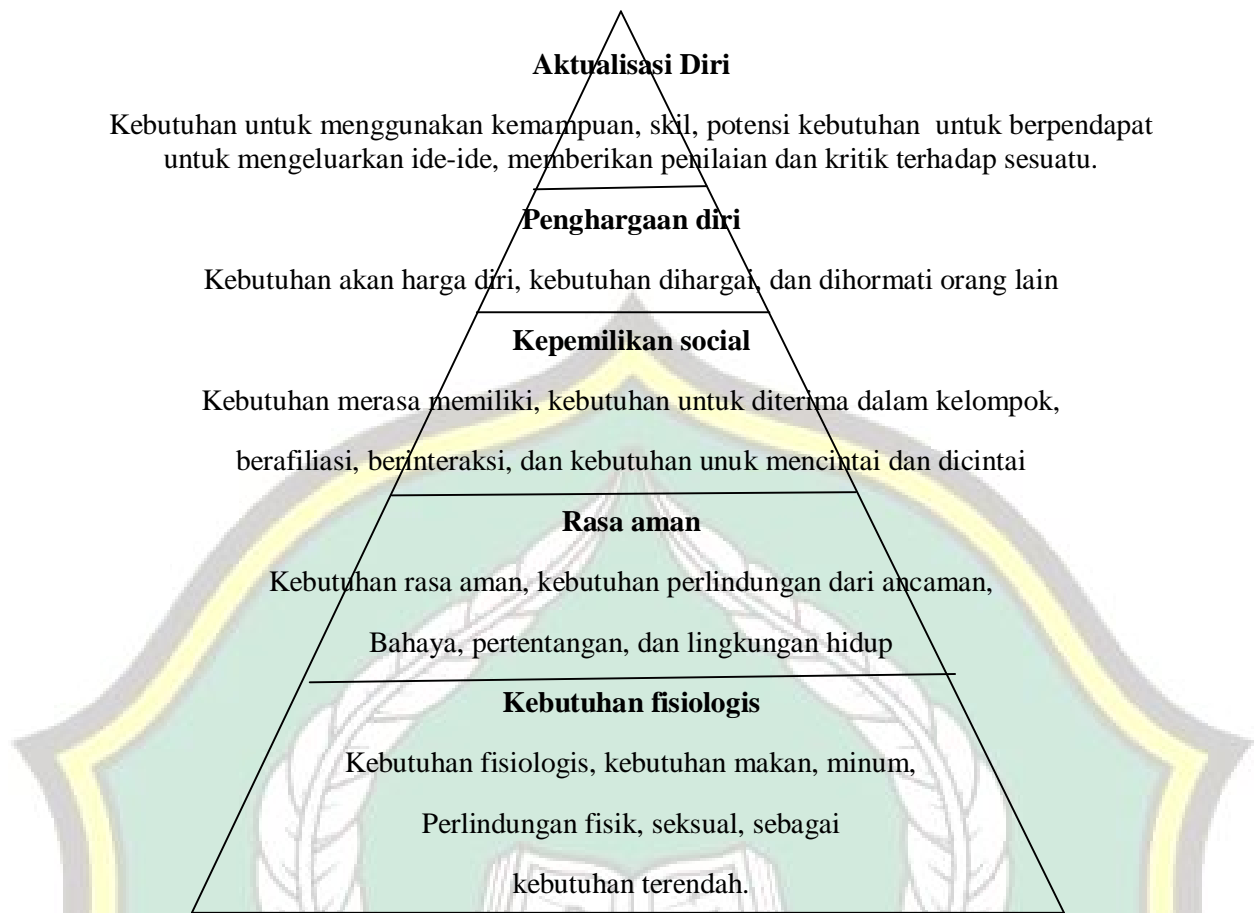 Aktualisasi Diri
Kebutuhan untuk menggunakan kemampuan, skil, potensi kebutuhan untuk berpendapat
untuk mengeluarkan ide-ide, memberikan penilaian dan kritik terhadap sesuatu.
Penghargaan diri
Kebutuhan akan harga diri, kebutuhan dihargai, dan dihormati orang lain
Kepemilikan social
Kebutuhan merasa memiliki, kebutuhan untuk diterima dalam kelompok,
berafiliasi, berinteraksi, dan kebutuhan unuk mencintai dan dicintai
Rasa aman
Kebutuhan rasa aman, kebutuhan perlindungan dari ancaman,
Bahaya, pertentangan, dan lingkungan hidup
Kebutuhan fisiologis
Kebutuhan fisiologis, kebutuhan makan, minum,
Perlindungan fisik, seksual, sebagai
kebutuhan terendah.